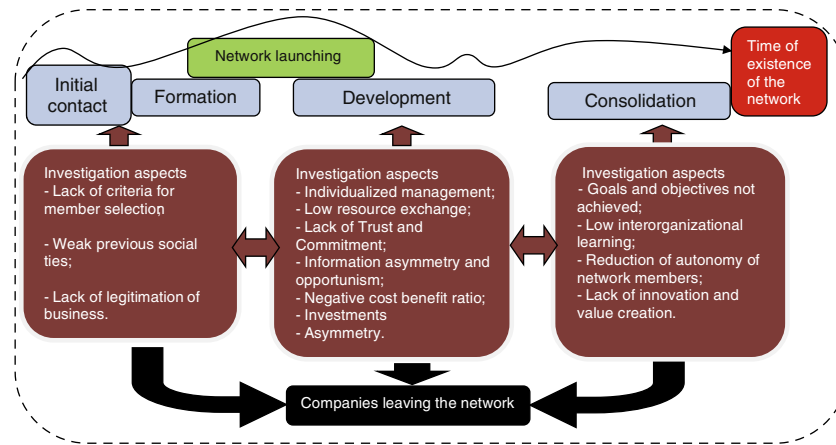 Network launching
Time of
existence
of the
network
Initial
contact
Formation
Development
Consolidation
Investigation aspects
- Lack of criteria for
member selection;
- Weak previous social
ties;
- Lack of legitimation of
business.
Investigation aspects
- Individualized management;
- Low resource exchange;
- Lack of Trust and
Commitment;
- Information asymmetry and
opportunism;
- Negative cost benefit ratio;
- Investments
- Asymmetry.
Investigation aspects
- Goals and objectives not
achieved;
- Low interorganizational
learning;
- Reduction of autonomy of
network members;
- Lack of innovation and
value creation.
Companies leaving the network